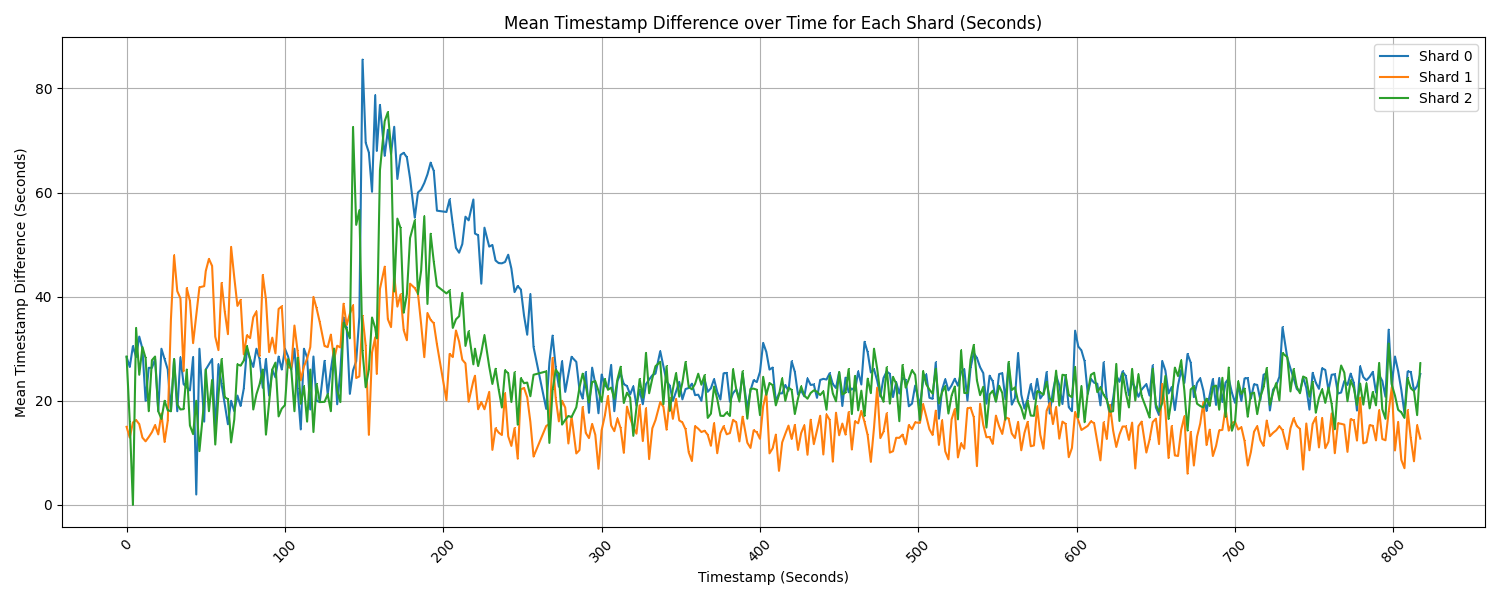 Mean Timestamp Difference over Time for Each Shard (Seconds)
Shard 0
Shard 1
Shard 2
Mean Timestamp Difference (Seconds)
80
60
40
20
0
0
100
200
300
400
500
600
700
800
Timestamp (Seconds)